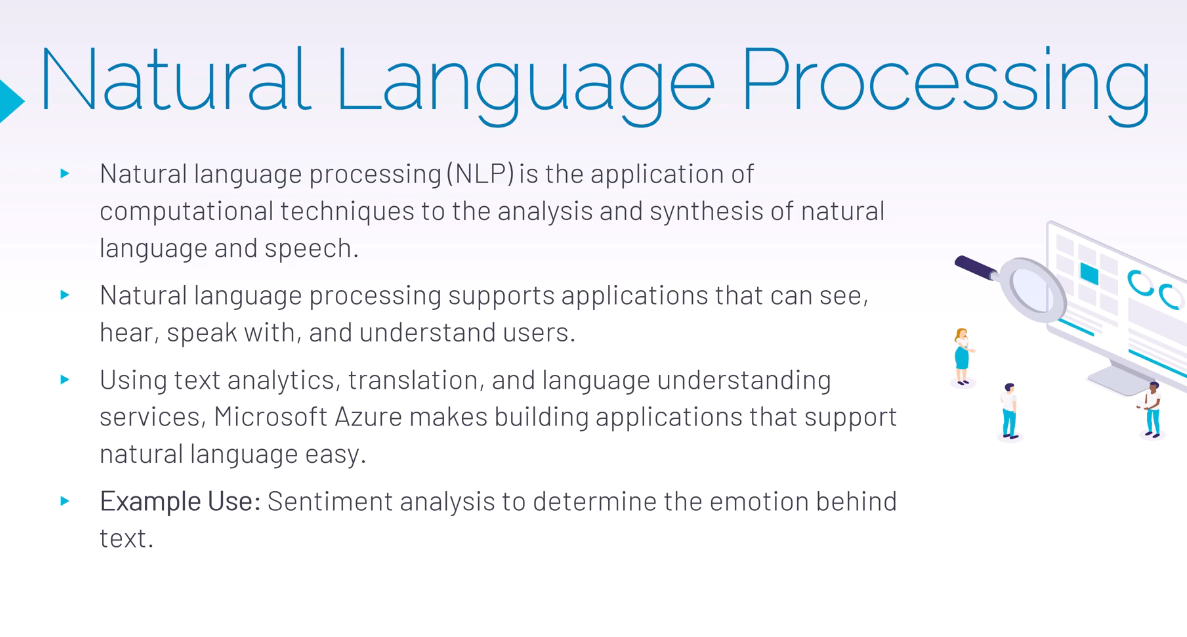 Natural Language Processing
Natural language processing (NLP) is the application of
computational techniques to the analysis and synthesis of natural
language and speech.
Natural language processing supports applications that can see,
hear, speak with, and understand users.
Using text analytics, translation, and language understanding
services, Microsoft Azure makes building applications that support
natural language easy.
Example Use: Sentiment analysis to determine the emotion behind
text.